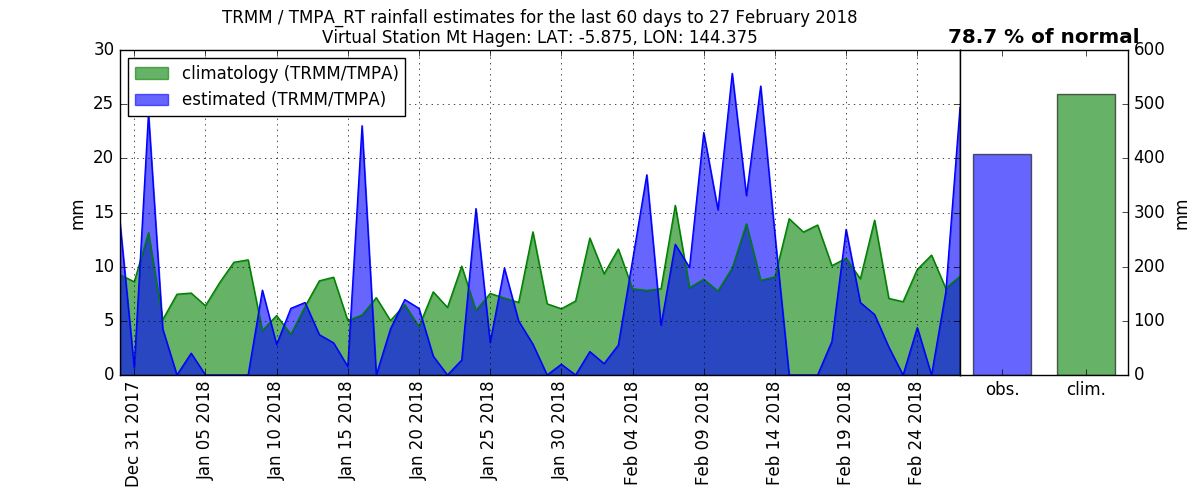 TRMM / TMPA_RT rainfall estimates for the last 60 days to 27 February 2018
Virtual Station Mt Hagen: LAT: -5.875, LON: 144.375
78.7 % of normal
climatology (TRMM/TMPA)
estimated (TRMM/TMPA)
mm
30
25
20
15
10
5
0
Dec 31 2017
Jan 05 2018
Jan 10 2018
Jan 15 2018
Jan 20 2018
Jan 25 2018
Jan 30 2018
Feb 04 2018
Feb 09 2018
Feb 14 2018
Feb 19 2018
Feb 24 2018
600
500
400
300
200
100
0
mm
obs.
clim.